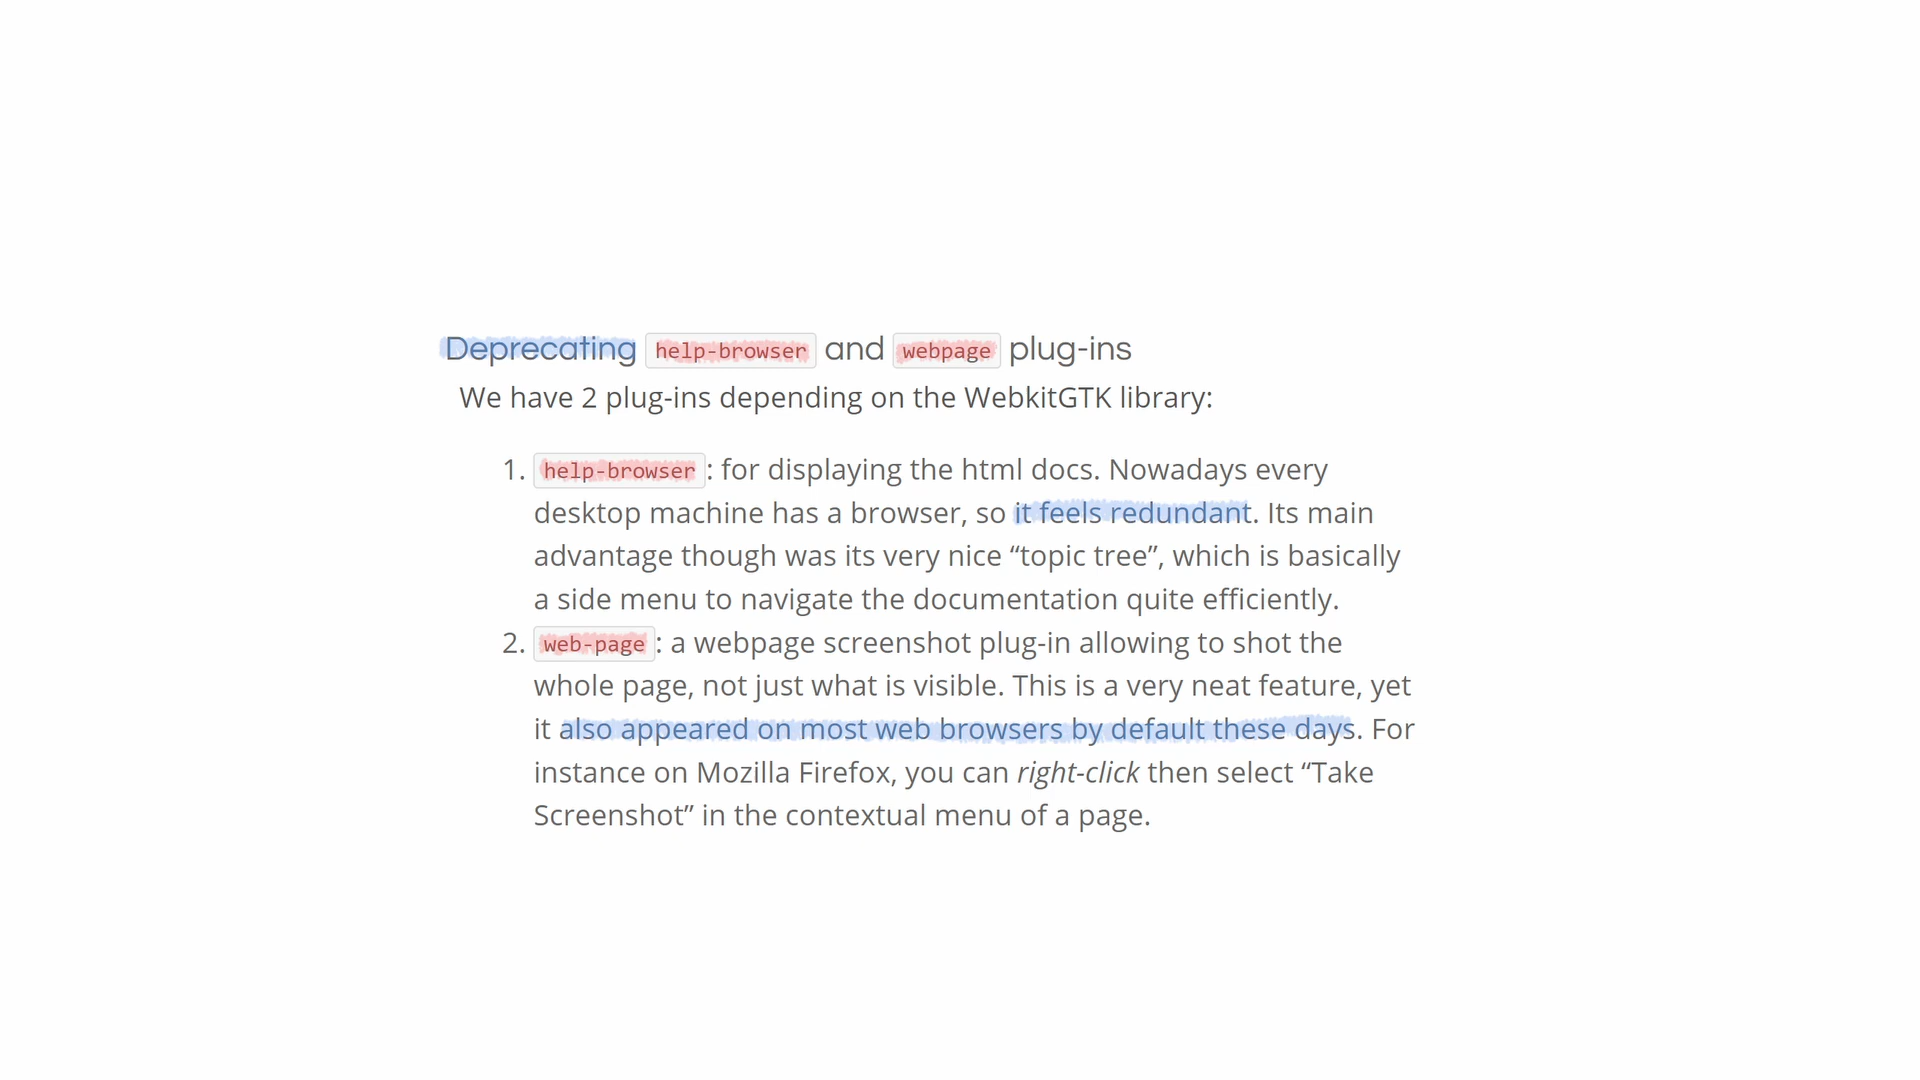 Deprecating help-browser and webpage plug-ins
We have 2 plug-ins depending on the WebkitGTK library:
1. help-browser: for displaying the html docs. Nowadays every
desktop machine has a browser, so it feels redundant. Its main
advantage though was its very nice “topic tree”, which is basically
a side menu to navigate the documentation quite efficiently.
2. web-page: a webpage screenshot plug-in allowing to shot the
whole page, not just what is visible. This is a very neat feature, yet
it also appeared on most web browsers by default these days. For
instance on Mozilla Firefox, you can right-click then select “Take
Screenshot” in the contextual menu of a page.